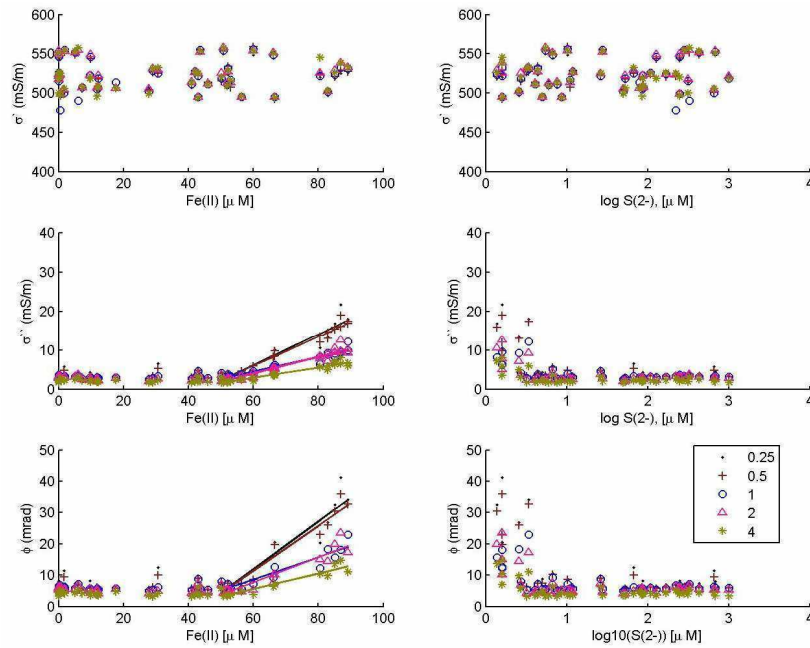 600
550
500
450
400
σ` (mS/m)
0 20 40 60 80 100
Fe(II) [μ M]
600
550
500
450
400
σ` (mS/m)
0 1 2 3 4
log S(2-), [μ M]
40
30
20
10
0
σ`` (mS/m)
0 20 40 60 80 100
Fe(II) [μ M]
40
30
20
10
0
σ`` (mS/m)
0 1 2 3 4
log S(2-), [μ M]
50
40
30
20
10
0
ϕ (mrad)
0 20 40 60 80 100
Fe(II) [μ M]
50
40
30
20
10
0
ϕ (mrad)
0 1 2 3 4
log10(S(2-)) [μ M]
0.25
0.5
1
2
4